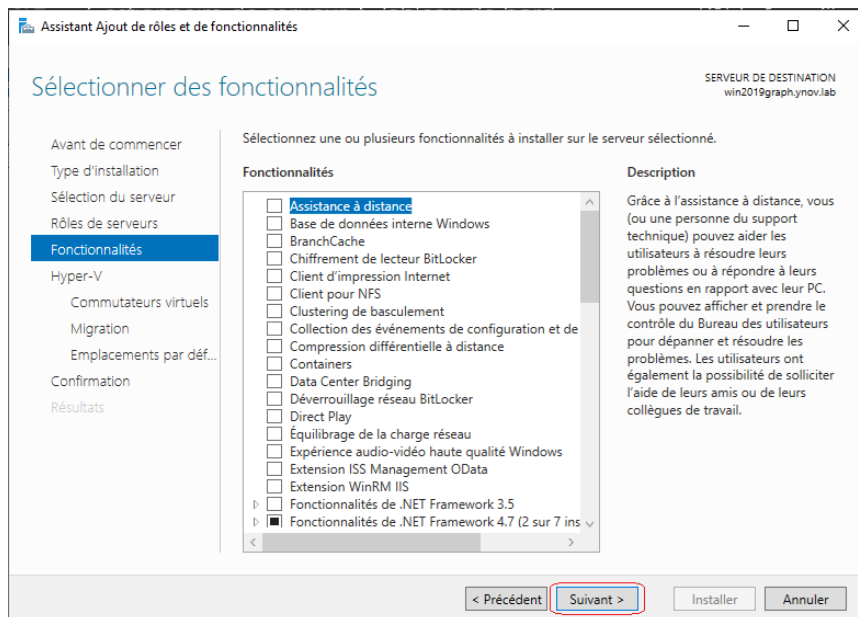 Assistant Ajout de rôles et de fonctionnalités
Sélectionner des fonctionnalités
SERVEUR DE DESTINATION
win2019graph.ynov.lab
Avant de commencer
Type d'installation
Sélection du serveur
Rôles de serveurs
Fonctionnalités
Hyper-V
Commutateurs virtuels
Migration
Emplacements par déf...
Confirmation
Résultats
Sélectionnez une ou plusieurs fonctionnalités à installer sur le serveur sélectionné.
Fonctionnalités
Assistance à distance
Base de données interne Windows
BranchCache
Chiffrement de lecteur BitLocker
Client d'impression Internet
Client pour NFS
Clustering de basculement
Collection des événements de configuration et de
Compression différentielle à distance
Containers
Data Center Bridging
Déverrouillage réseau BitLocker
Direct Play
Équilibrage de la charge réseau
Expérience audio-vidéo haute qualité Windows
Extension ISS Management OData
Extension WinRM IIS
Fonctionnalités de .NET Framework 3.5
Fonctionnalités de .NET Framework 4.7 (2 sur 7 ins
Description
Grâce à l'assistance à distance, vous
(ou une personne du support
technique) pouvez aider les
utilisateurs à résoudre leurs
problèmes ou à répondre à leurs
questions en rapport avec leur PC.
Vous pouvez afficher et prendre le
contrôle du Bureau des utilisateurs
pour dépanner et résoudre les
problèmes. Les utilisateurs ont
également la possibilité de solliciter
l'aide de leurs amis ou de leurs
collègues de travail.
< Précédent
Suivant >
Installer
Annuler